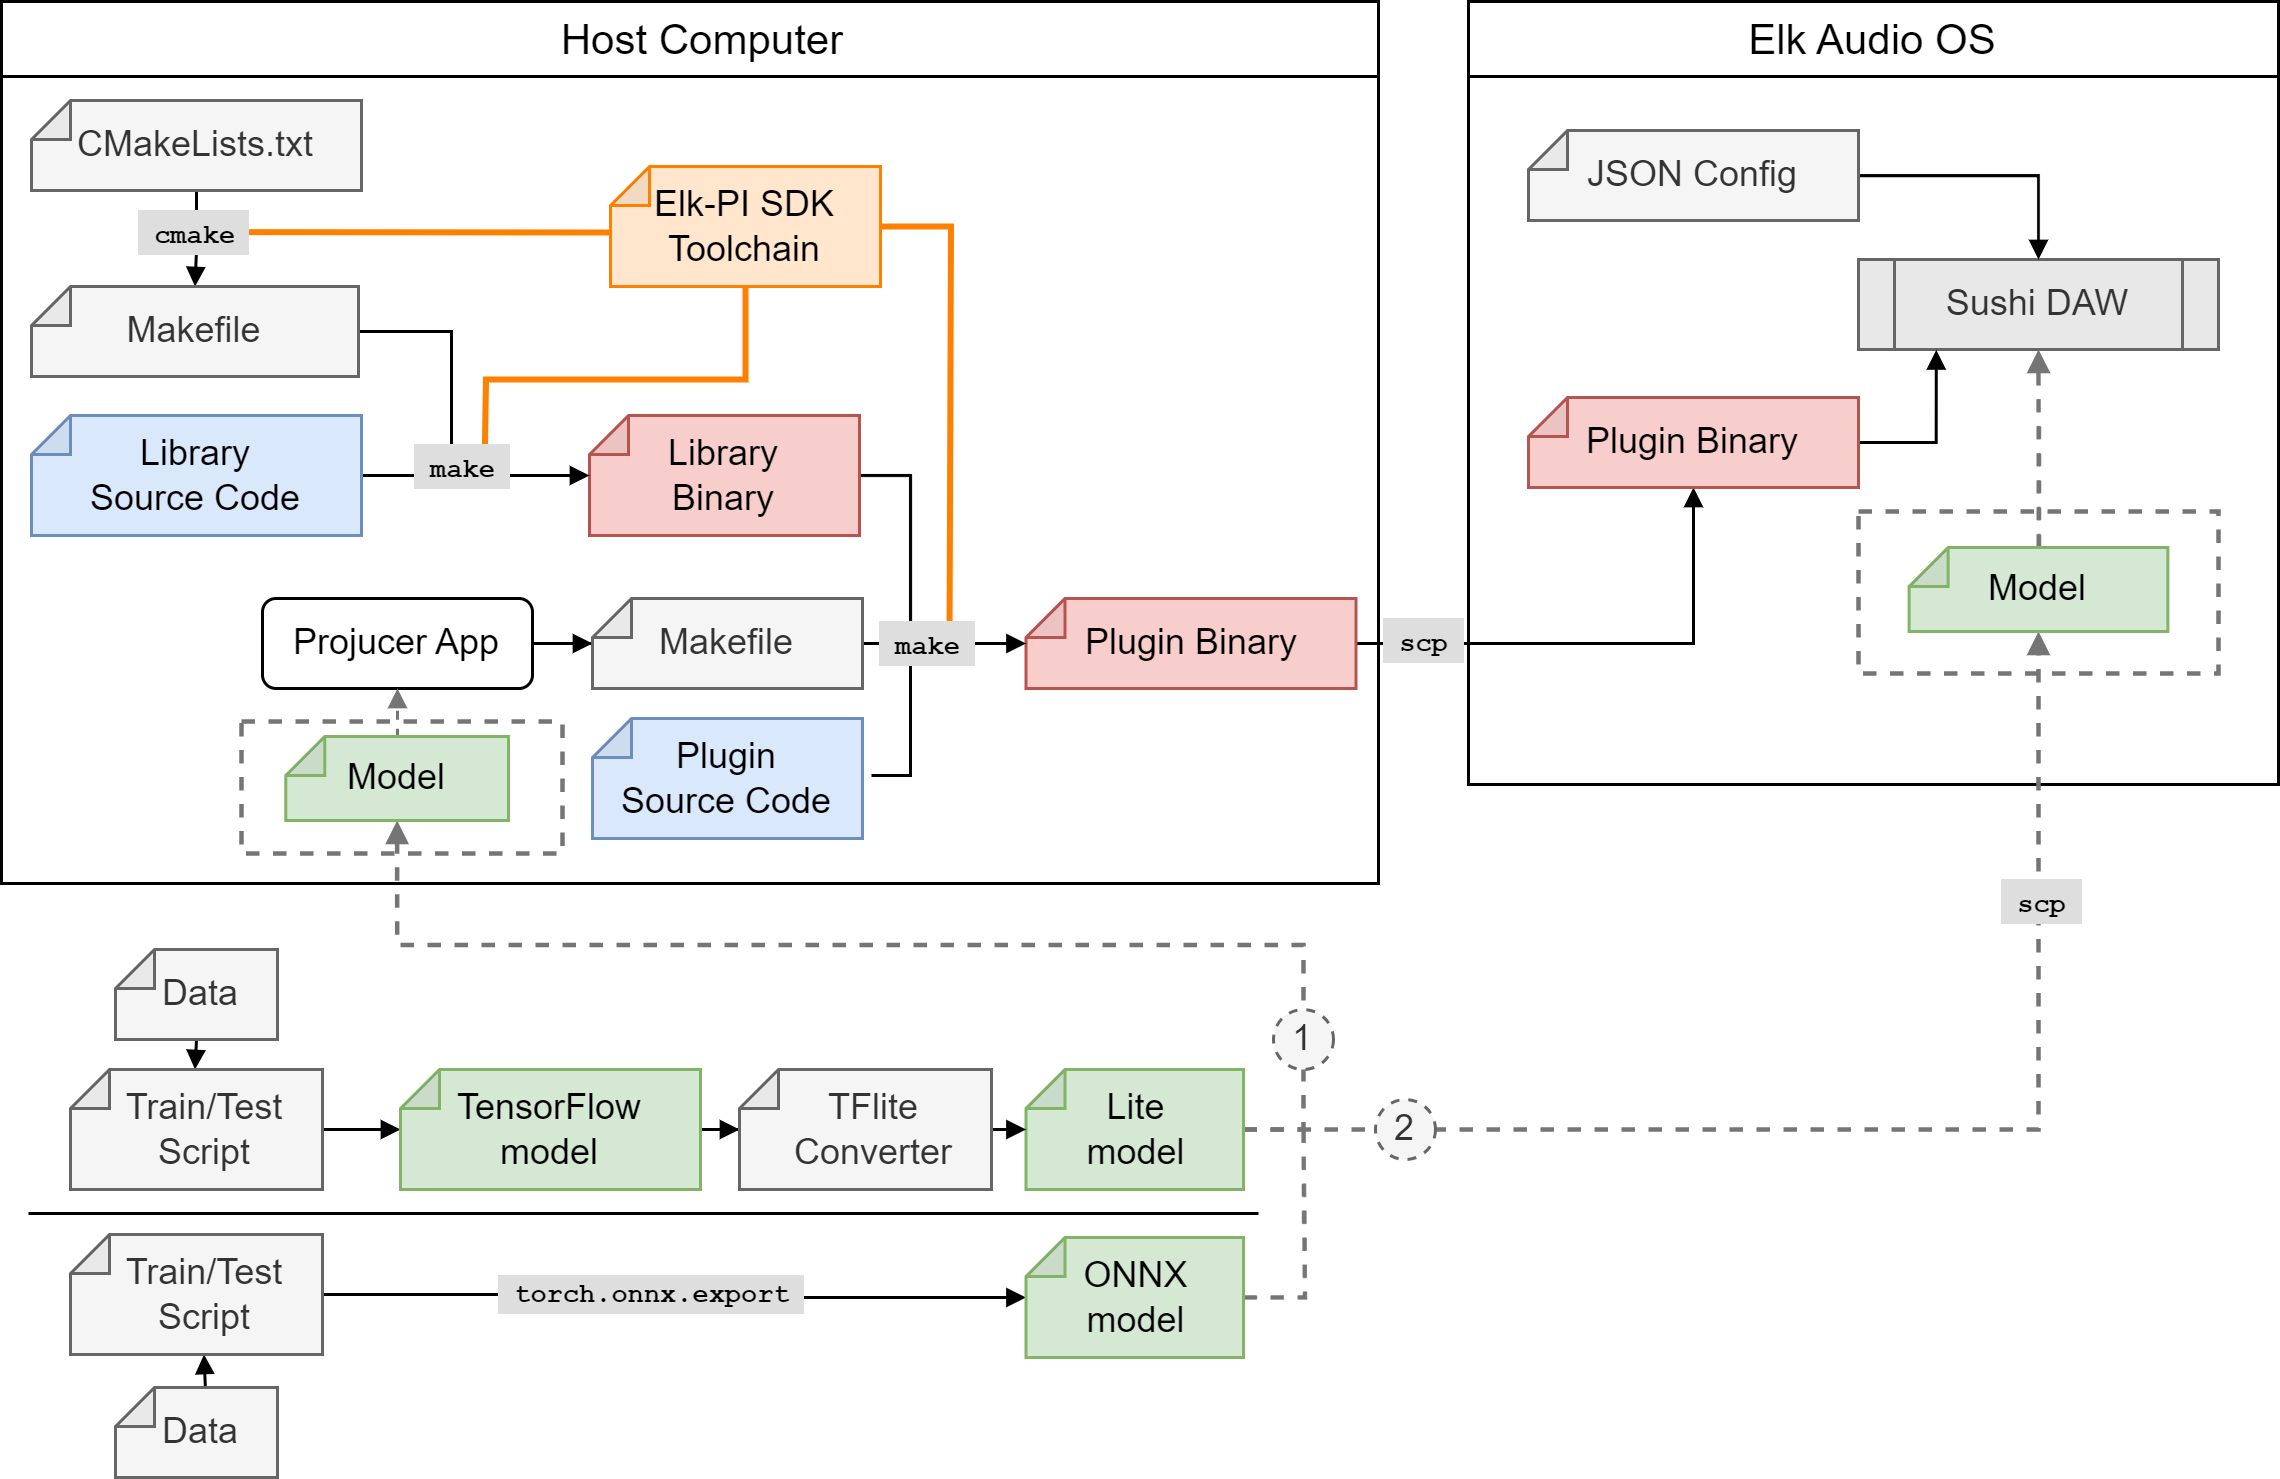 Host Computer
Elk Audio OS
CMakeLists.txt
cmake
Makefile
Elk-PI SDK
Toolchain
Library
Source Code
make
Library
Binary
Projucer App
Makefile
make
Plugin Binary
scp
Model
Plugin
Source Code
JSON Config
Sushi DAW
Plugin Binary
Model
scp
Data
Train/Test
Script
TensorFlow
model
TFlite
Converter
Lite
model
1
2
Train/Test
Script
torch.onnx.export
ONNX
model
Data